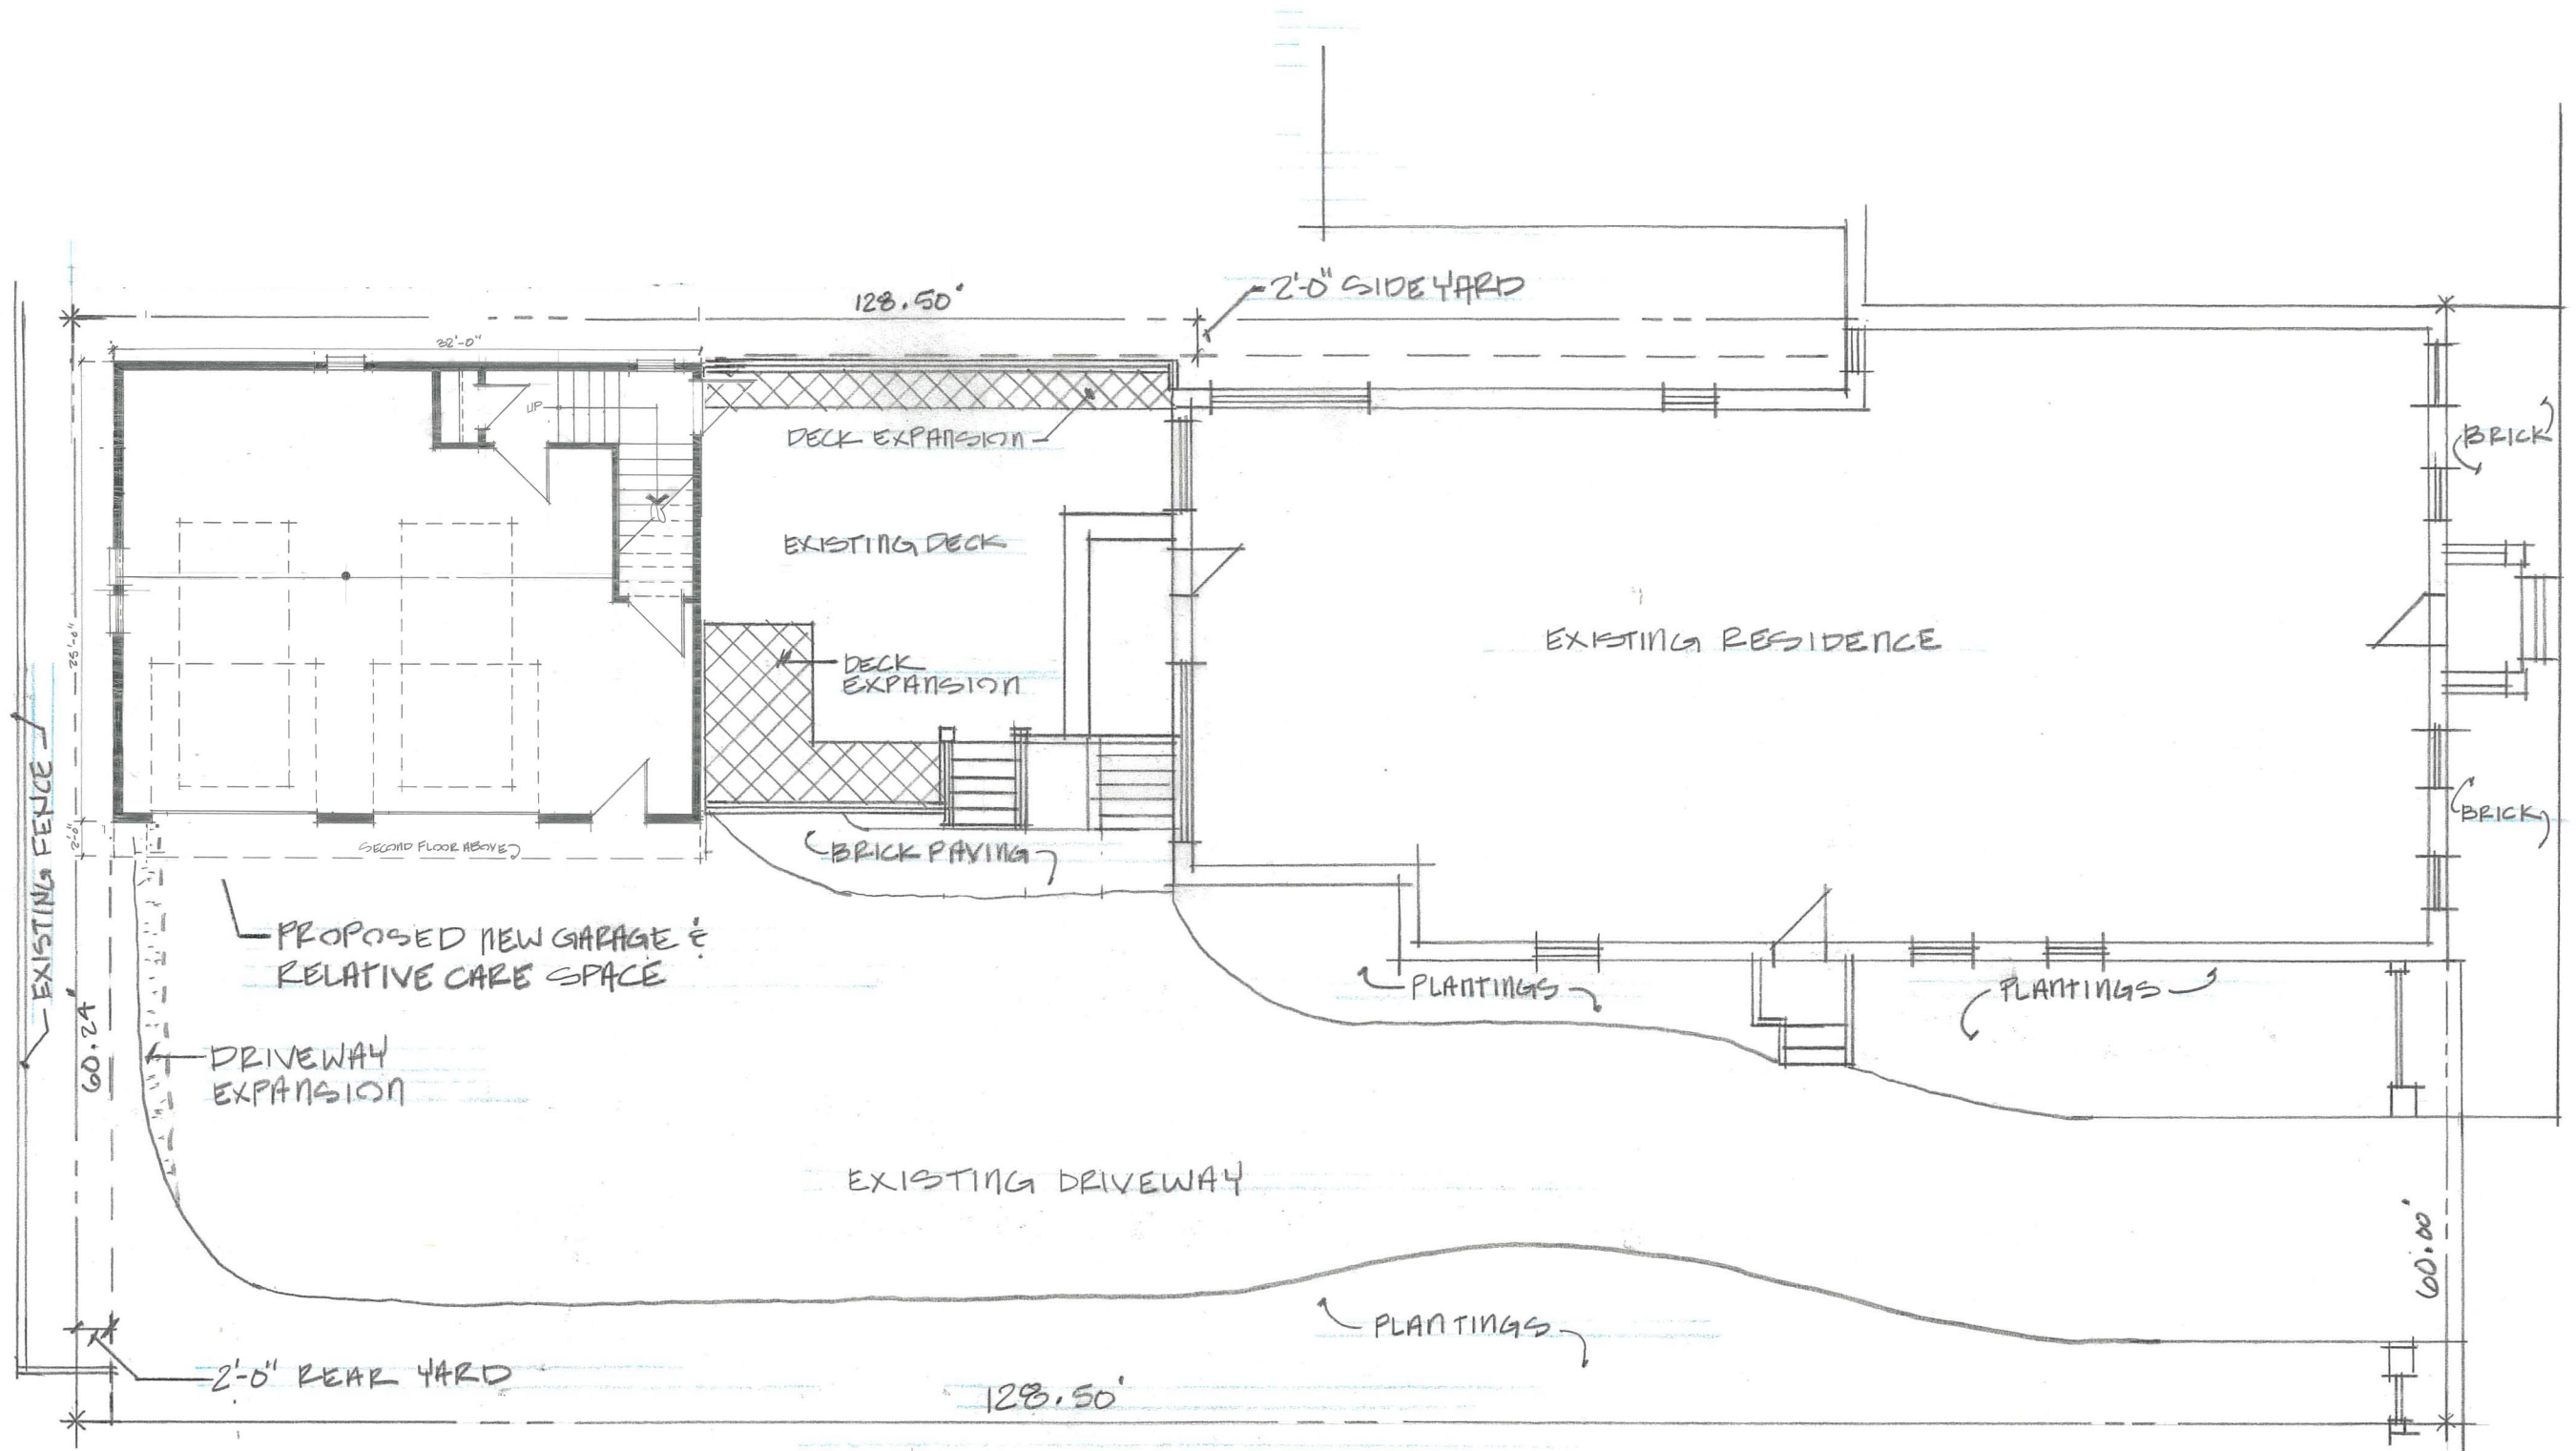 2'-0" SIDEYARD
128.50'
32'-0"
UP
DECK EXPANSION
BRICK
EXISTING DECK
EXISTING RESIDENCE
25'-0"
DECK
EXPANSION
EXISTING FENCE
BRICK
2'-0"
SECOND FLOOR ABOVE
BRICK PAVING
PROPOSED NEW GARAGE &
RELATIVE CARE SPACE
PLANTINGS
PLANTINGS
60.24'
DRIVEWAY
EXPANSION
EXISTING DRIVEWAY
60.00'
PLANTINGS
2'-0" REAR YARD
128.50'